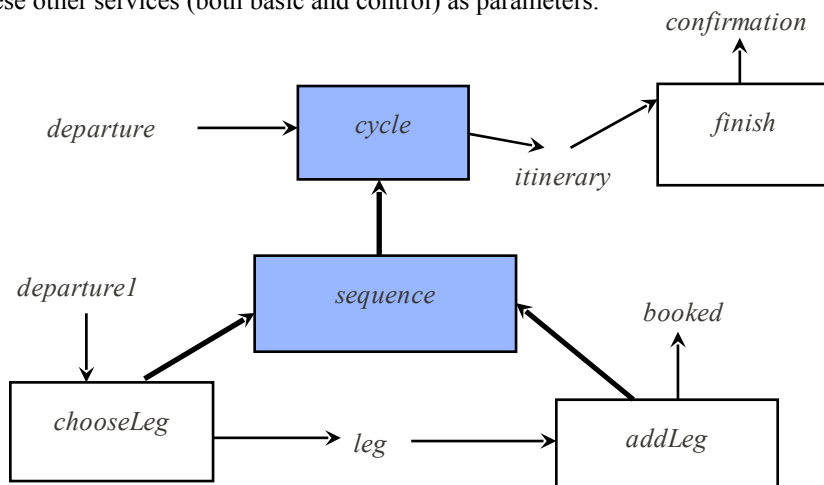 ese other services (both basic and control) as parameters.
confirmation
departure
cycle
finish
itinerary
departure1
sequence
booked
chooseLeg
leg
addLeg